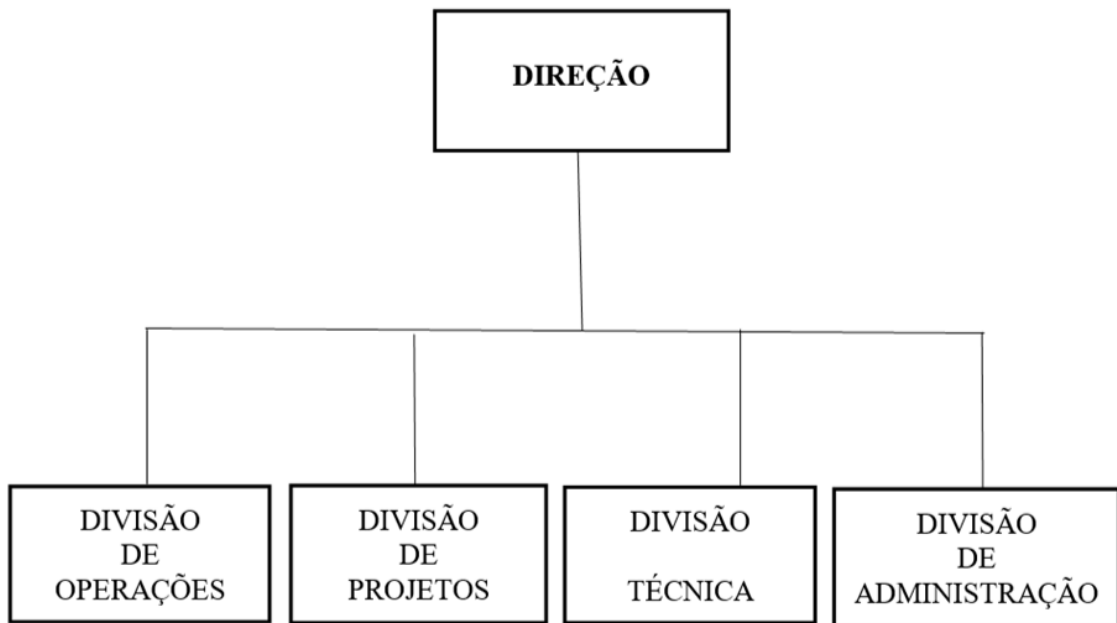 DIREÇÃO
DIVISÃO
DE
OPERAÇÕES
DIVISÃO
DE
PROJETOS
DIVISÃO
TÉCNICA
DIVISÃO
DE
ADMINISTRAÇÃO